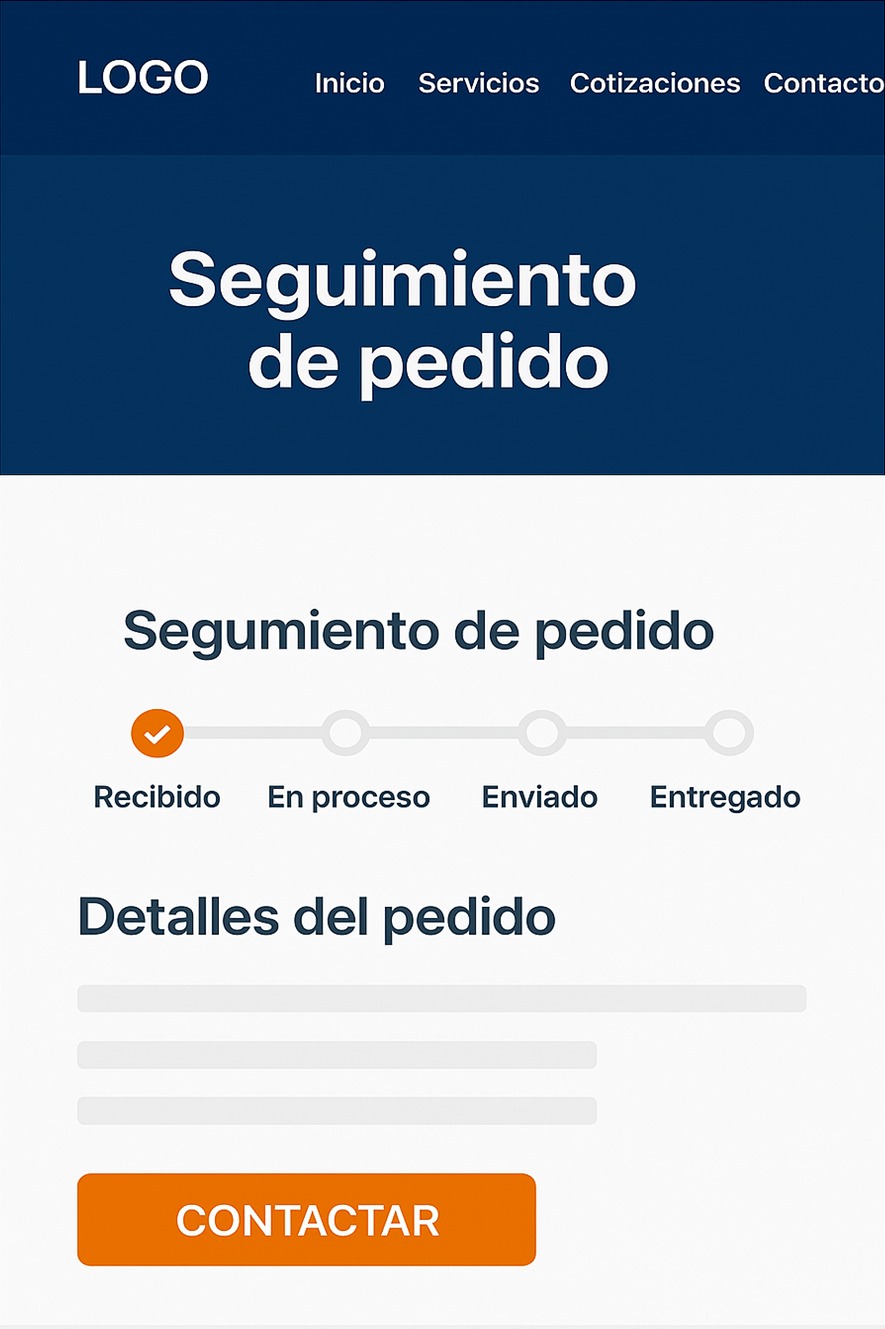 LOGO Inicio Servicios Cotizaciones Contacto
Seguimiento
de pedido
Segumiento de pedido
Recibido En proceso Enviado Entregado
Detalles del pedido
CONTACTAR